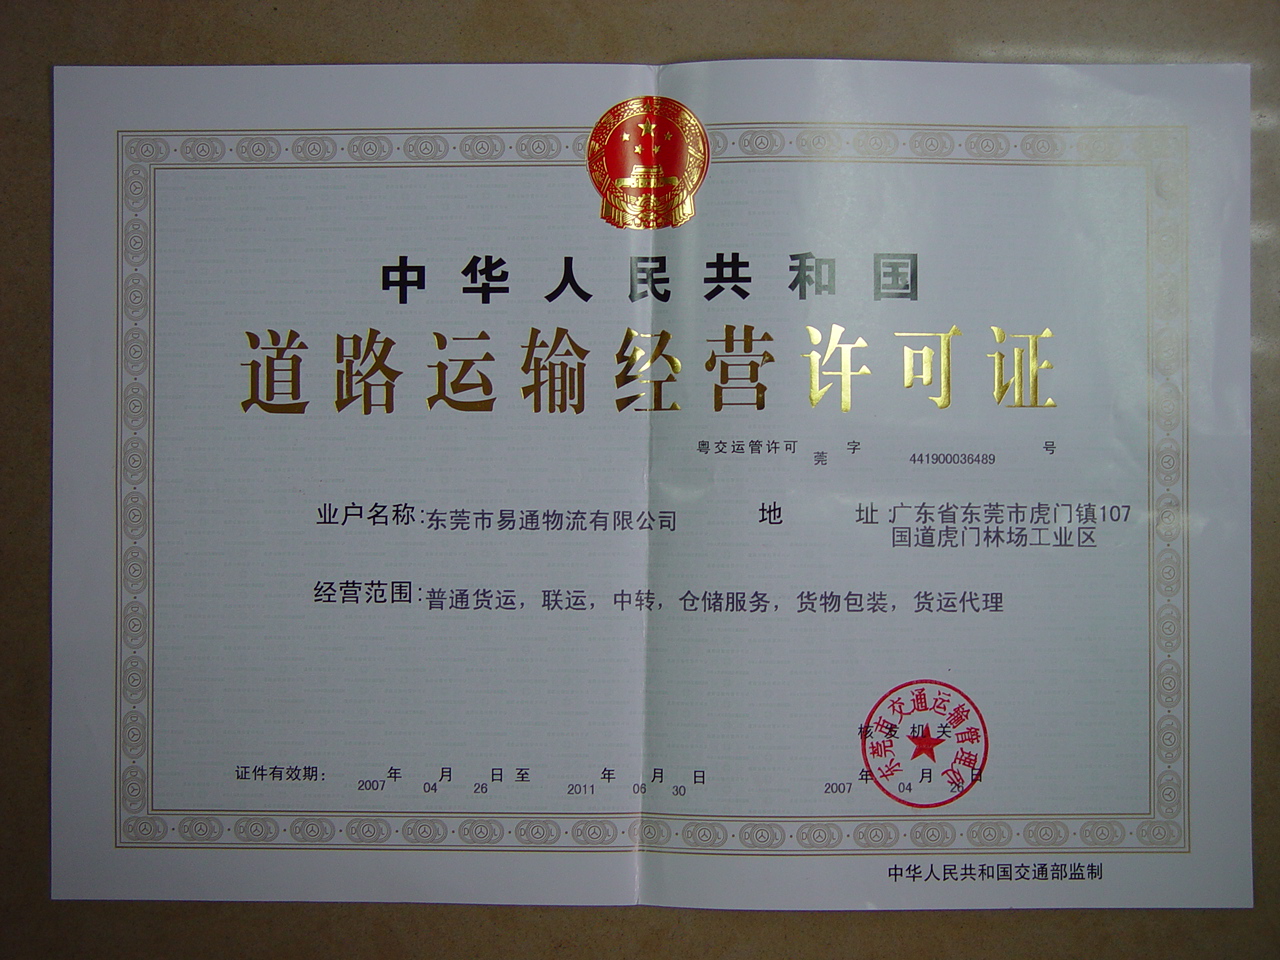 中华人民共和国
道路运输经营许可证
粤交运管许可 莞 字 441900036489 号
业户名称:东莞市易通物流有限公司
地 址:广东省东莞市虎门镇107
国道虎门林场工业区
经营范围:普通货运，联运，中转，仓储服务，货物包装，货运代理
东莞市交通运输管理处
核发机关
证件有效期: 2007 年 04 月 26 日 至 2011 年 06 月 30 日
2007 年 04 月 26 日
中华人民共和国交通部监制